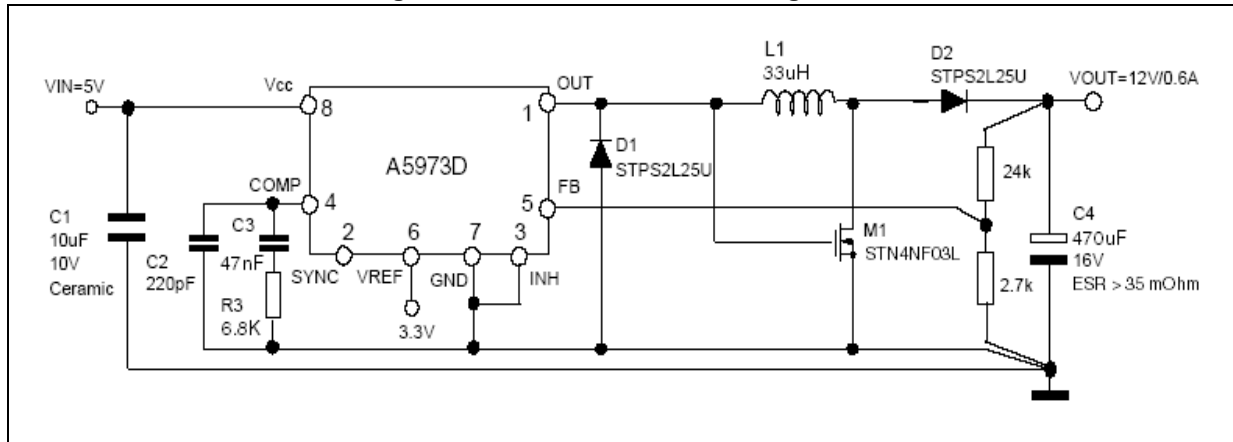 VIN=5V
Vcc
8
OUT
1
L1
33uH
D2
STPS2L25U
VOUT=12V/0.6A
D1
STPS2L25U
A5973D
24k
COMP
4
FB
5
C1
10uF
10V
Ceramic
C2
220pF
C3
47nF
R3
6.8K
2
SYNC
6
VREF
7
GND
3
INH
3.3V
M1
STN4NF03L
2.7k
C4
470uF
16V
ESR > 35 mOhm